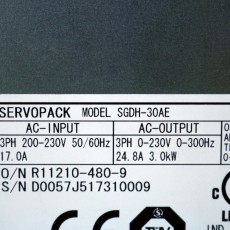 SERVOPACK MODEL SGDH-30AE
AC-INPUT AC-OUTPUT
3PH 200-230V 50/60Hz 3PH 0-230V 0-300Hz
17.0A 24.8A 3.0kW
O/N R11210-480-9
S/N D0057J517310009